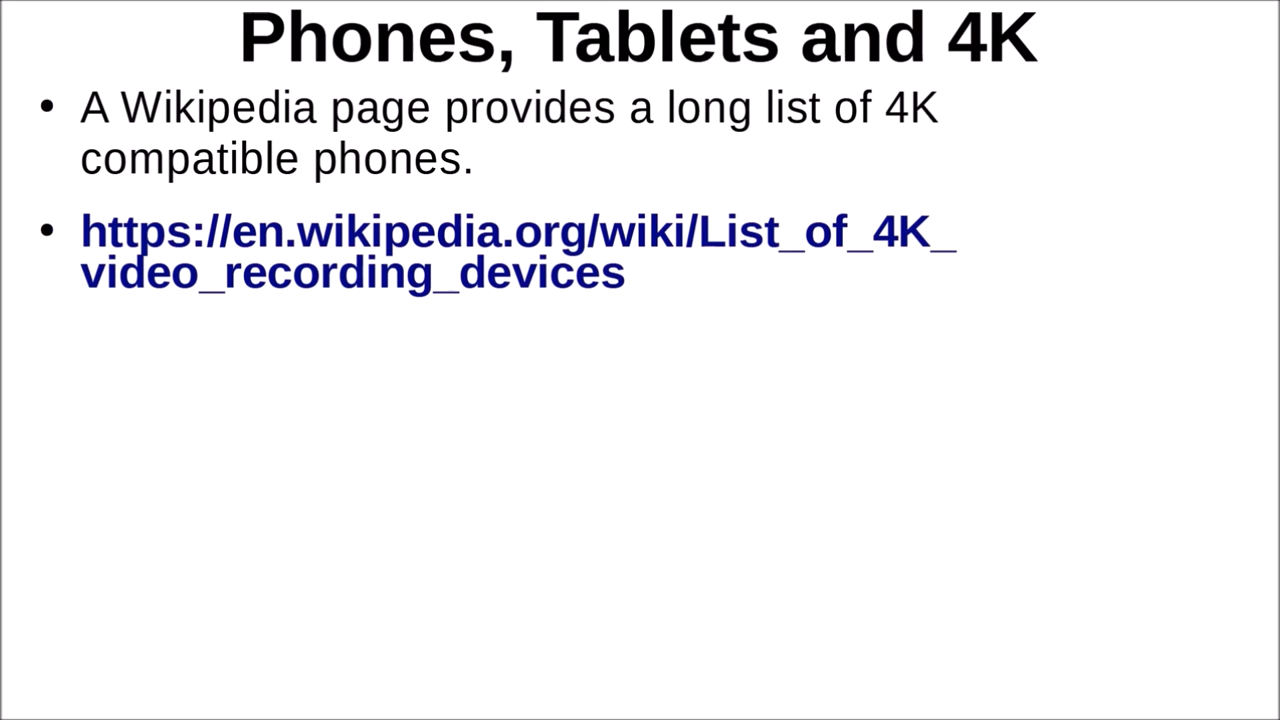 Phones, Tablets and 4K
• A Wikipedia page provides a long list of 4K
compatible phones.
• https://en.wikipedia.org/wiki/List_of_4K_
video_recording_devices